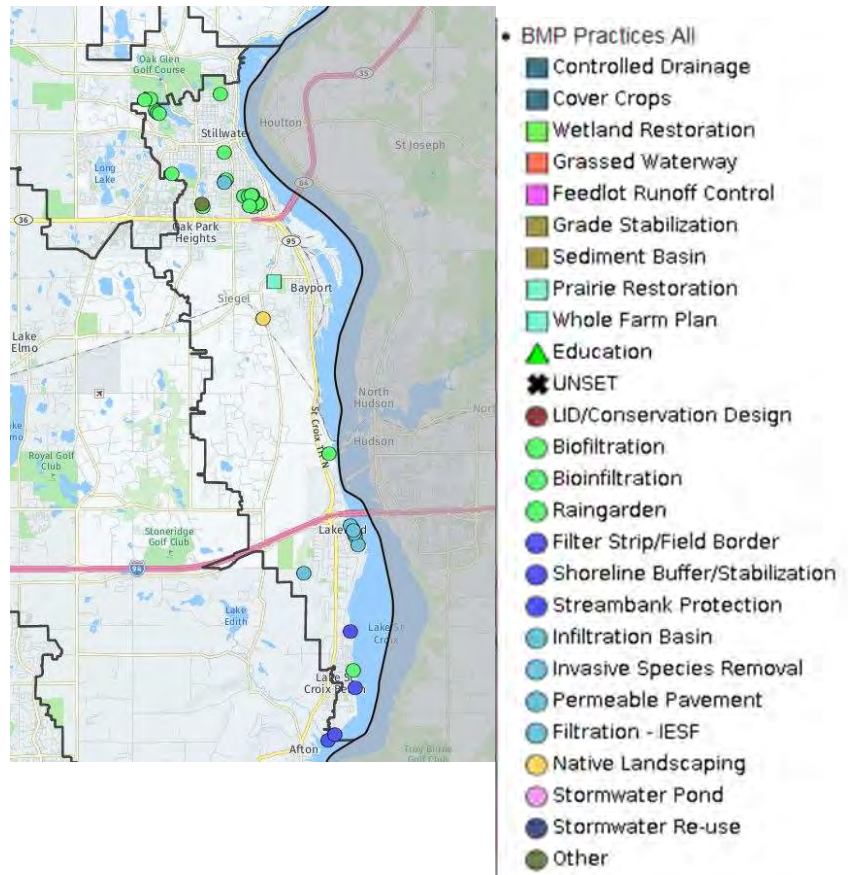 Oak Glen
Golf Course
35
Houlton
Stillwate
St Joseph
Long
Lake
64
36
Oak Park
Heights
95
Siegel
Bayport
Lake
Elmo
North
Hudson
Hudson
St Croix Trl N
Royal Golf
Club
Stoneridge
Golf Club
94
Lake
Edith
Lake St
Croix
Lake S
Croix Be
Afton
Troy Burne
Golf Club
• BMP Practices All
Controlled Drainage
Cover Crops
Wetland Restoration
Grassed Waterway
Feedlot Runoff Control
Grade Stabilization
Sediment Basin
Prairie Restoration
Whole Farm Plan
Education
UNSET
LID/Conservation Design
Biofiltration
Bioinfiltration
Raingarden
Filter Strip/Field Border
Shoreline Buffer/Stabilization
Streambank Protection
Infiltration Basin
Invasive Species Removal
Permeable Pavement
Filtration - IESF
Native Landscaping
Stormwater Pond
Stormwater Re-use
Other